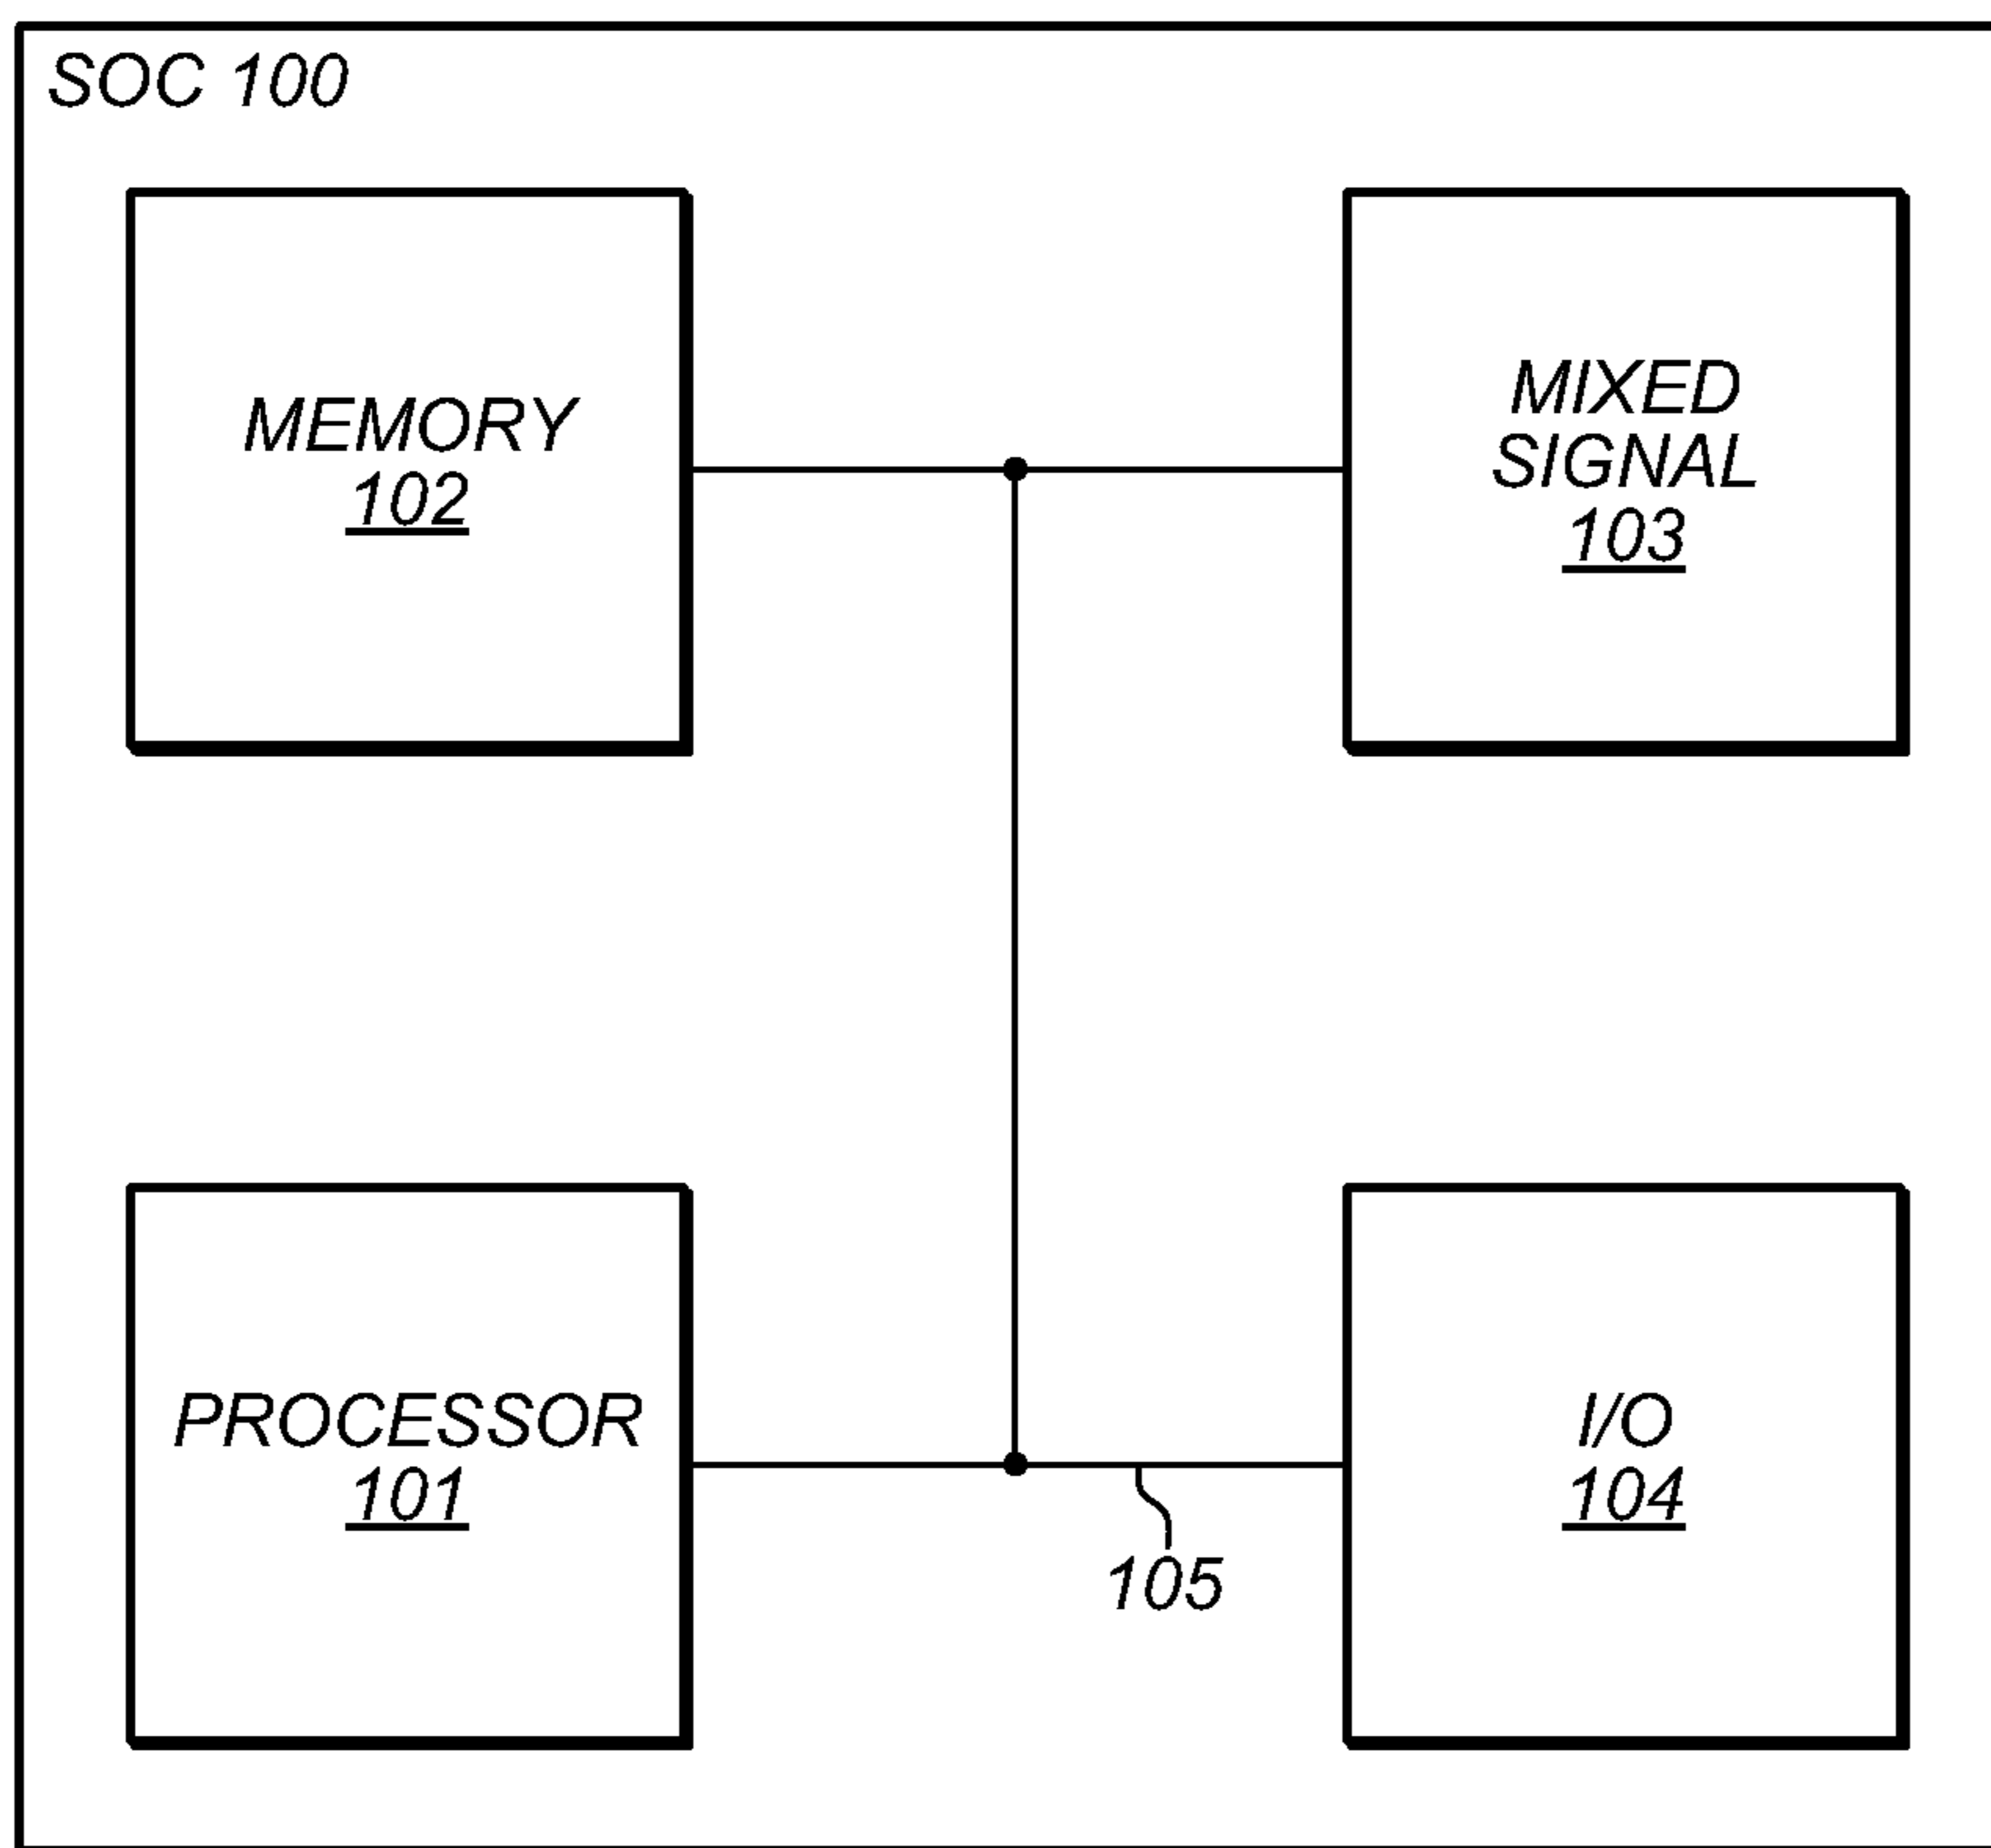 SOC 100
MEMORY
102
MIXED
SIGNAL
103
PROCESSOR
101
I/O
104
105